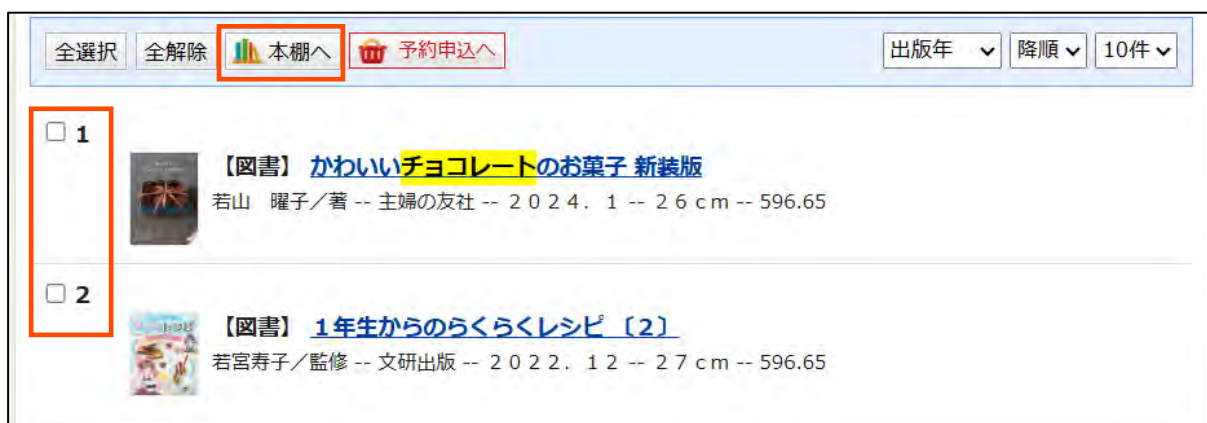 全選択 全解除 本棚へ 予約申込へ 出版年 降順 10件
1
【図書】 かわいいチョコレートのお菓子 新装版
若山 曜子／著 -- 主婦の友社 -- ２０２４．１ -- ２６ｃｍ -- 596.65
2
【図書】 １年生からのらくらくレシピ 〔２〕
若宮寿子／監修 -- 文研出版 -- ２０２２．１２ -- ２７ｃｍ -- 596.65